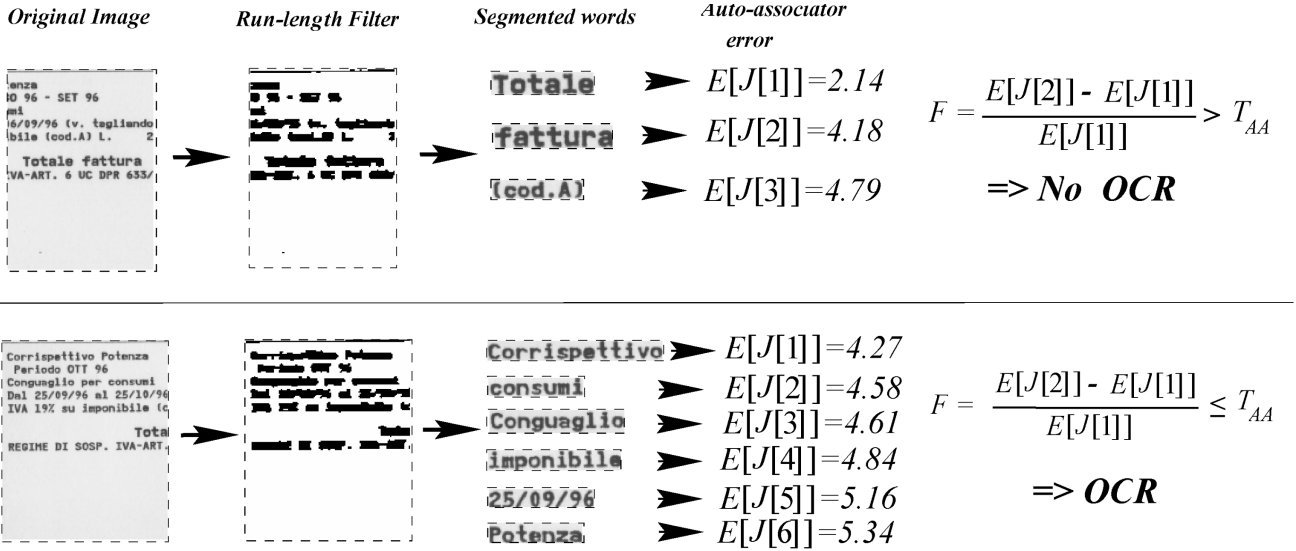 Original Image Run-length Filter Segmented words Auto-associator error
enza
O 96 - SET 96
mi
6/09/96 (v. tagliando
bile (cod.A) L. 2
Totale fattura
IVA-ART. 6 UC DPR 633/
Totale E[J[1]]=2.14
fattura E[J[2]]=4.18
(cod.A) E[J[3]]=4.79
F = (E[J[2]] - E[J[1]]) / E[J[1]] > T_AA
=> No OCR
Corrispettivo Potenza
Periodo OTT 96
Conguaglio per consumi
Dal 25/09/96 al 25/10/96
IVA 19% su imponibile (c
Tota
REGIME DI SOSP. IVA-ART.
Corrispettivo E[J[1]]=4.27
consumi E[J[2]]=4.58
Conguaglio E[J[3]]=4.61
imponibile E[J[4]]=4.84
25/09/96 E[J[5]]=5.16
Potenza E[J[6]]=5.34
F = (E[J[2]] - E[J[1]]) / E[J[1]] ≤ T_AA
=> OCR